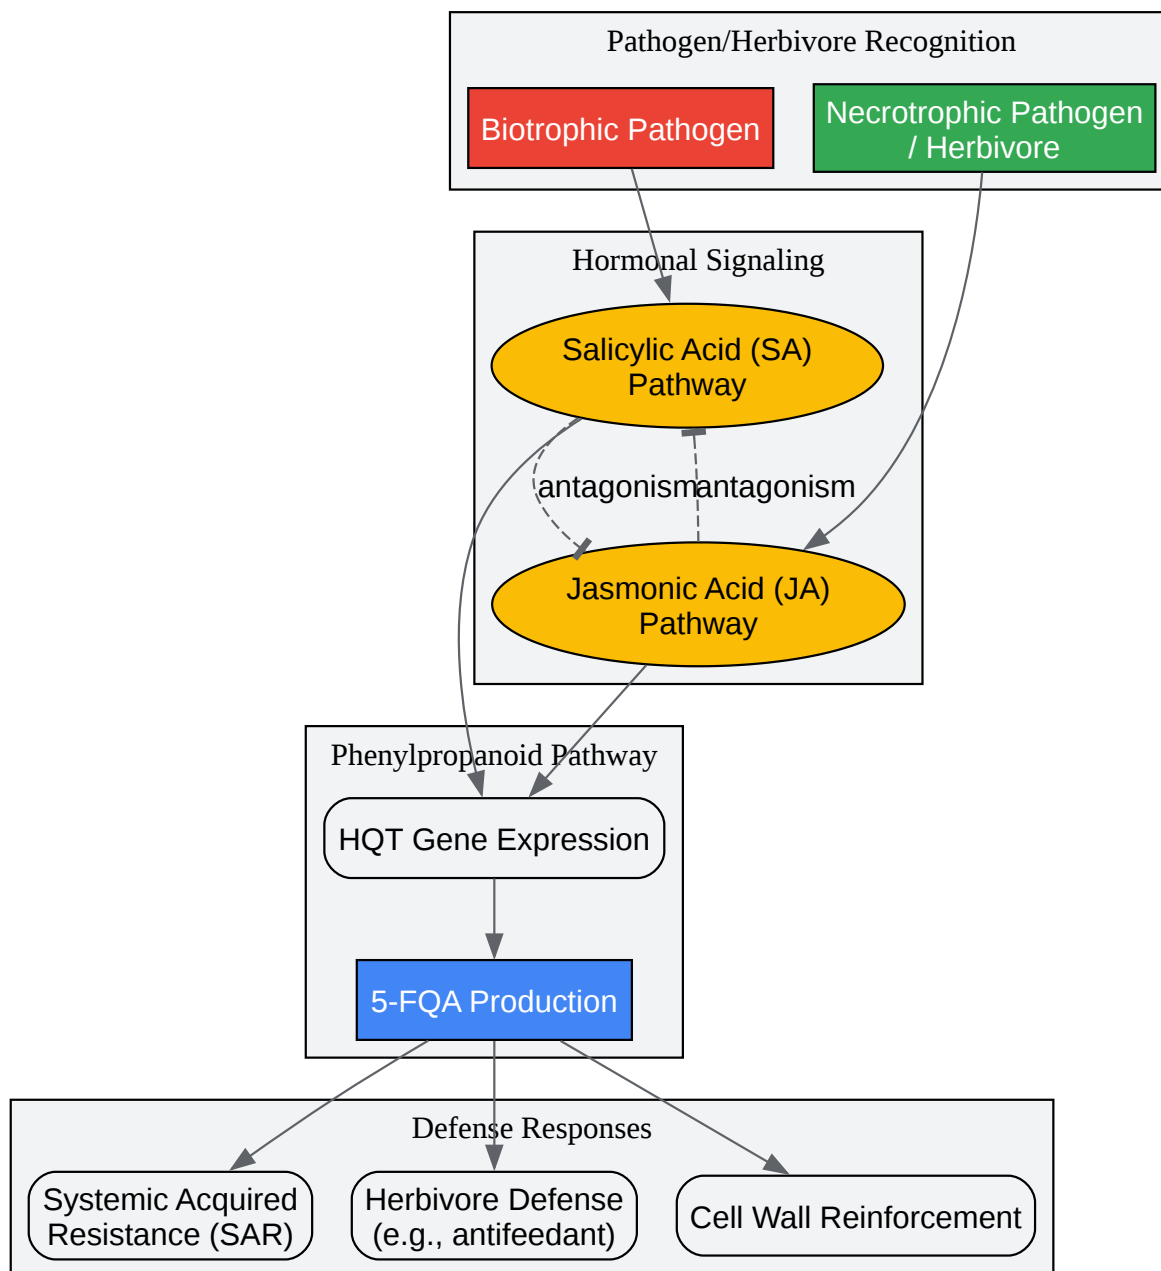 Pathogen/Herbivore Recognition
Biotrophic Pathogen
Necrotrophic Pathogen
/ Herbivore
Hormonal Signaling
Salicylic Acid (SA)
Pathway
antagonism
antagonism
Jasmonic Acid (JA)
Pathway
Phenylpropanoid Pathway
HQT Gene Expression
5-FQA Production
Defense Responses
Systemic Acquired
Resistance (SAR)
Herbivore Defense
(e.g., antifeedant)
Cell Wall Reinforcement